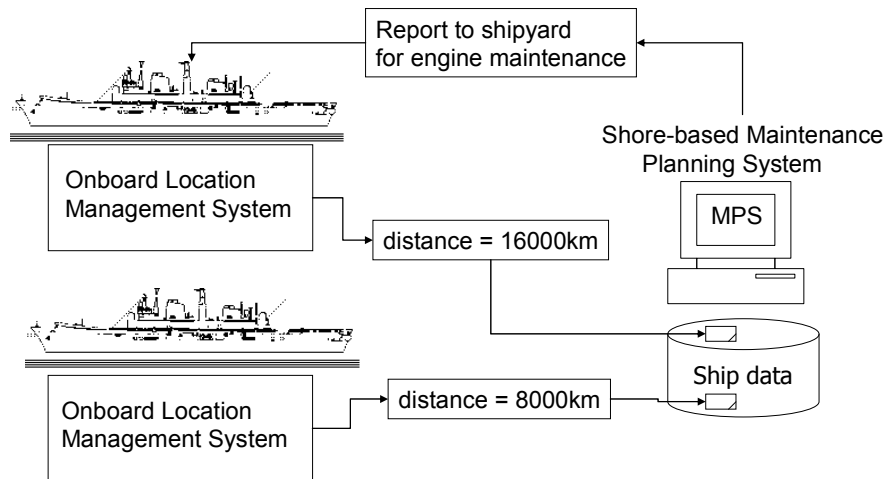 Report to shipyard
for engine maintenance
Shore-based Maintenance
Planning System
MPS
Onboard Location
Management System
distance = 16000km
Ship data
distance = 8000km
Onboard Location
Management System